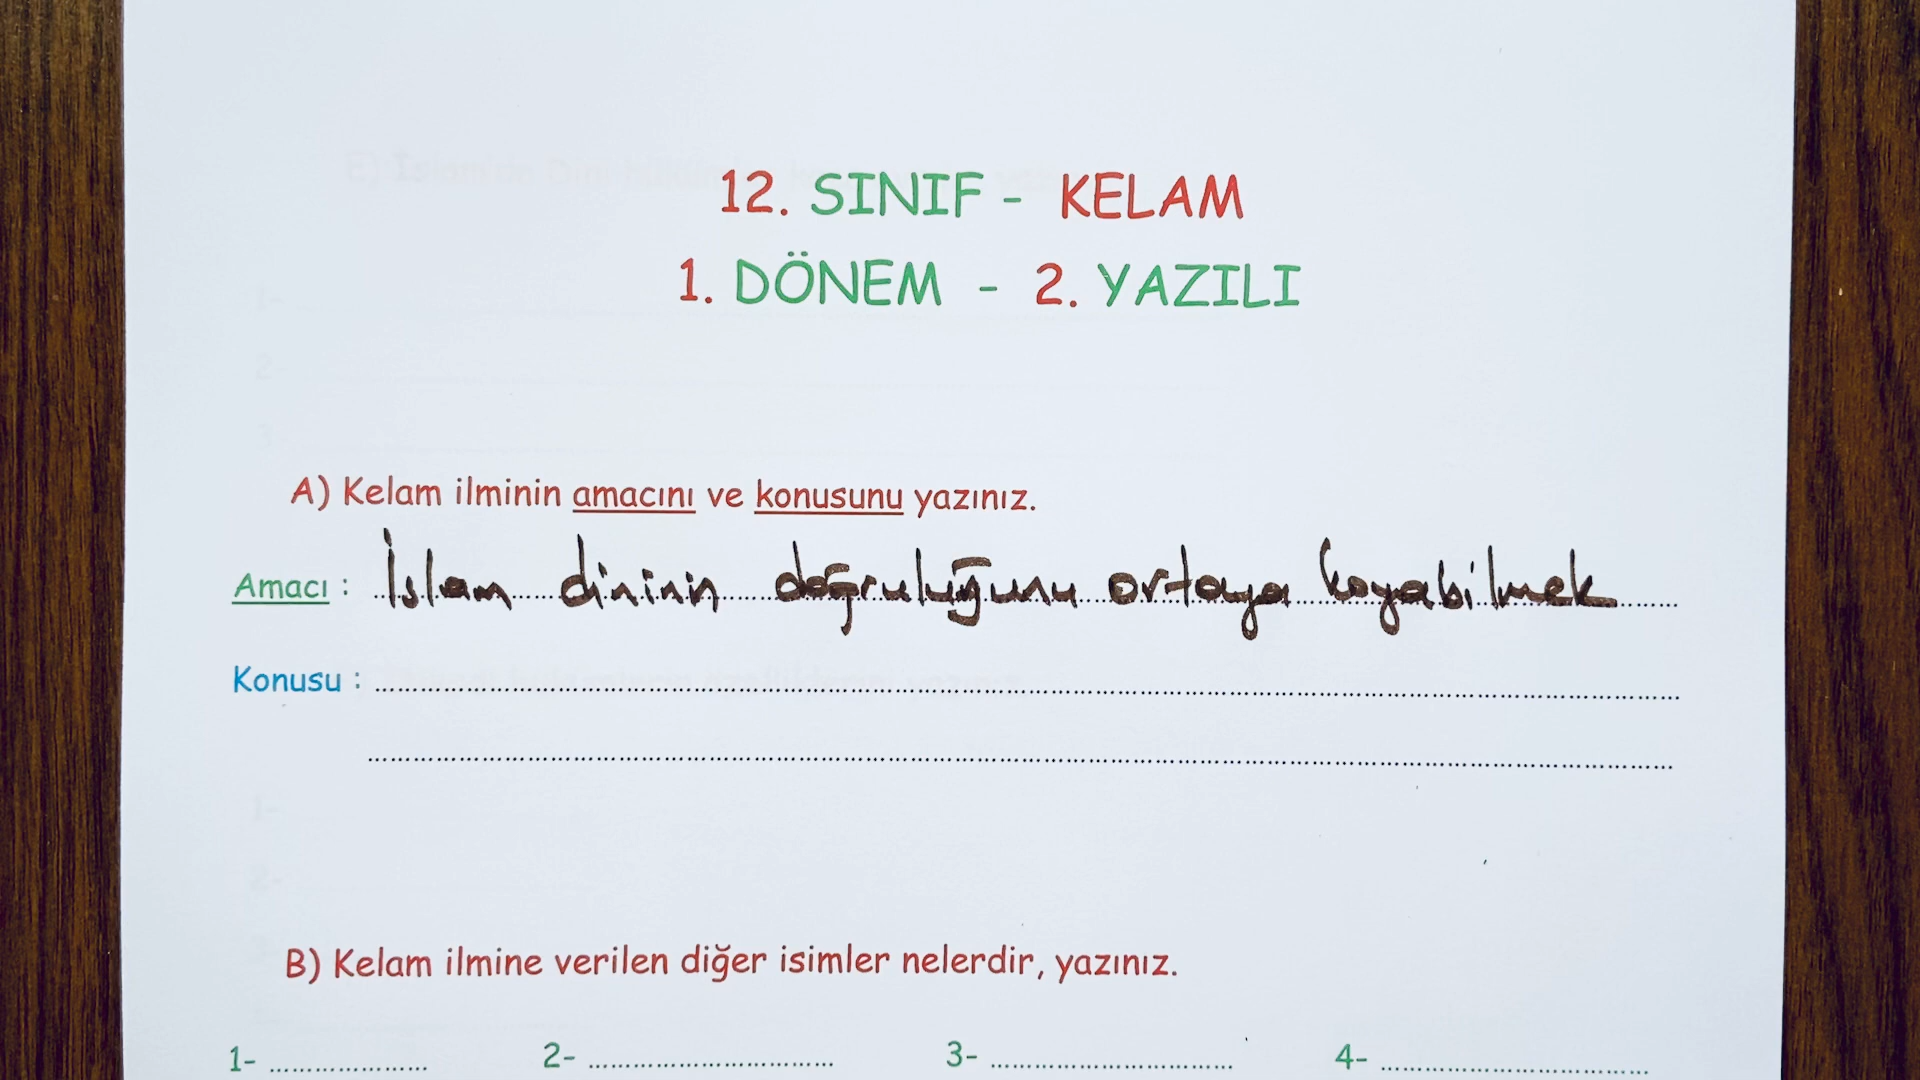 12. SINIF - KELAM
1. DÖNEM - 2. YAZILI
A) Kelam ilminin amacını ve konusunu yazınız.
Amacı : İslam dininin doğruluğunu ortaya koyabilmek
Konusu : ........................................................................
........................................................................
B) Kelam ilmine verilen diğer isimler nelerdir, yazınız.
1- .................... 2- .............................. 3- .............................. 4- ..............................